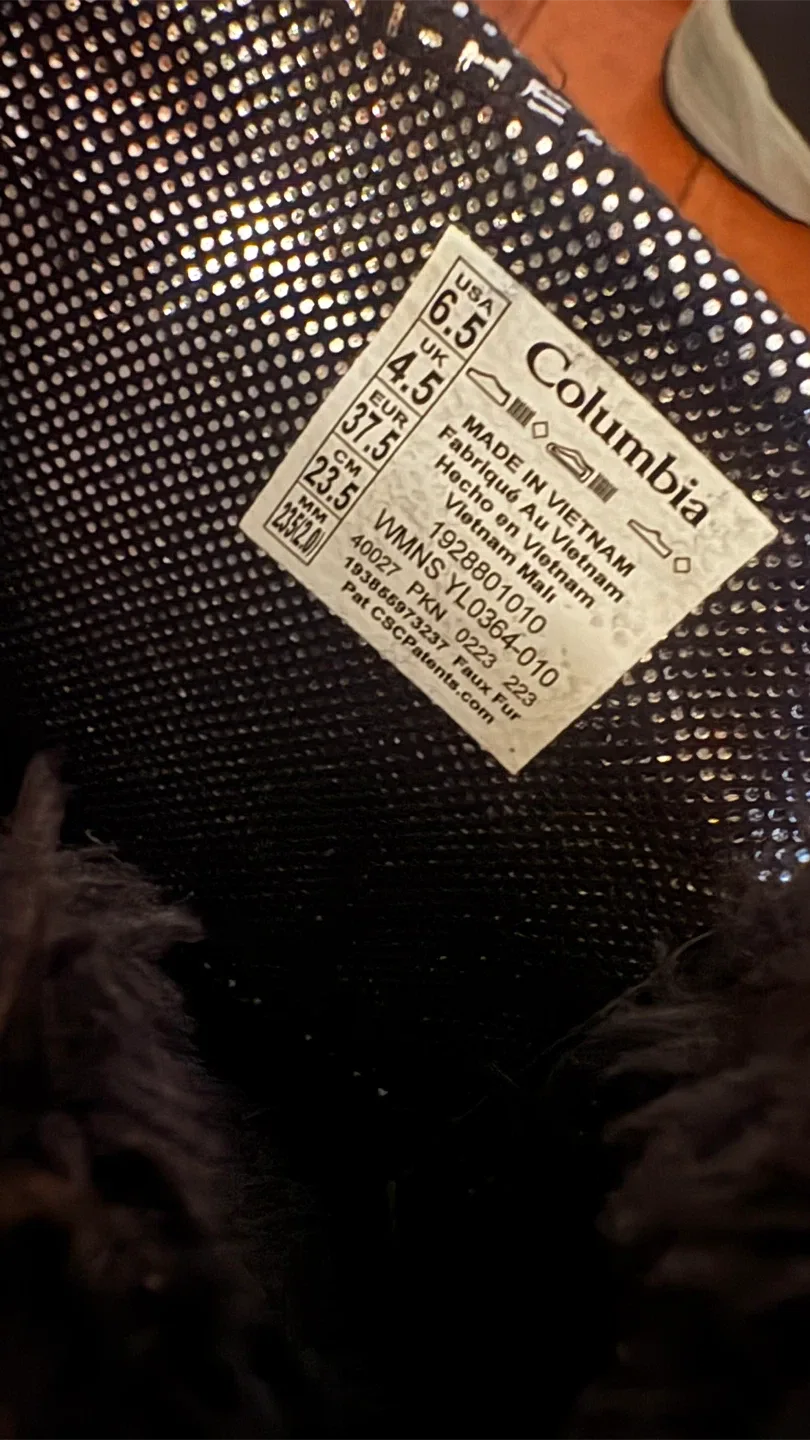 USA
6.5
UK
4.5
EUR
37.5
CM
23.5
MM
235(2.0)
Columbia
MADE IN VIETNAM
Fabriqué Au Vietnam
Hecho en Vietnam
Vietnam Malı
1928801010
WMNS YL0364-010
40027 PKN 0223 223
193855973237 Faux Fur
Pat CSCPatents.com